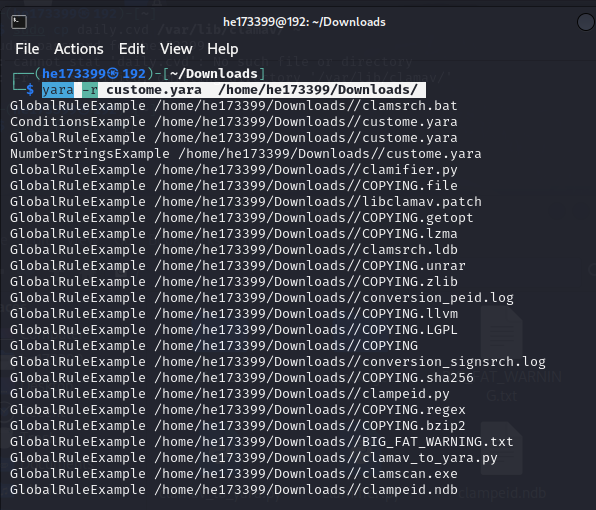 he173399@192: ~/Downloads
File Actions Edit View Help
┌──(he173399㉿192)-[~/Downloads]
└─$ yara -r custome.yara /home/he173399/Downloads/
GlobalRuleExample /home/he173399/Downloads//clamsrch.bat
ConditionsExample /home/he173399/Downloads//custome.yara
GlobalRuleExample /home/he173399/Downloads//custome.yara
NumberStringsExample /home/he173399/Downloads//custome.yara
GlobalRuleExample /home/he173399/Downloads//clamifier.py
GlobalRuleExample /home/he173399/Downloads//COPYING.file
GlobalRuleExample /home/he173399/Downloads//libclamav.patch
GlobalRuleExample /home/he173399/Downloads//COPYING.getopt
GlobalRuleExample /home/he173399/Downloads//COPYING.lzma
GlobalRuleExample /home/he173399/Downloads//clamsrch.ldb
GlobalRuleExample /home/he173399/Downloads//COPYING.unrar
GlobalRuleExample /home/he173399/Downloads//COPYING.zlib
GlobalRuleExample /home/he173399/Downloads//conversion_peid.log
GlobalRuleExample /home/he173399/Downloads//COPYING.llvm
GlobalRuleExample /home/he173399/Downloads//COPYING.LGPL
GlobalRuleExample /home/he173399/Downloads//COPYING
GlobalRuleExample /home/he173399/Downloads//conversion_signsrch.log
GlobalRuleExample /home/he173399/Downloads//COPYING.sha256
GlobalRuleExample /home/he173399/Downloads//clampeid.py
GlobalRuleExample /home/he173399/Downloads//COPYING.regex
GlobalRuleExample /home/he173399/Downloads//COPYING.bzip2
GlobalRuleExample /home/he173399/Downloads//BIG_FAT_WARNING.txt
GlobalRuleExample /home/he173399/Downloads//clamav_to_yara.py
GlobalRuleExample /home/he173399/Downloads//clamscan.exe
GlobalRuleExample /home/he173399/Downloads//clampeid.ndb